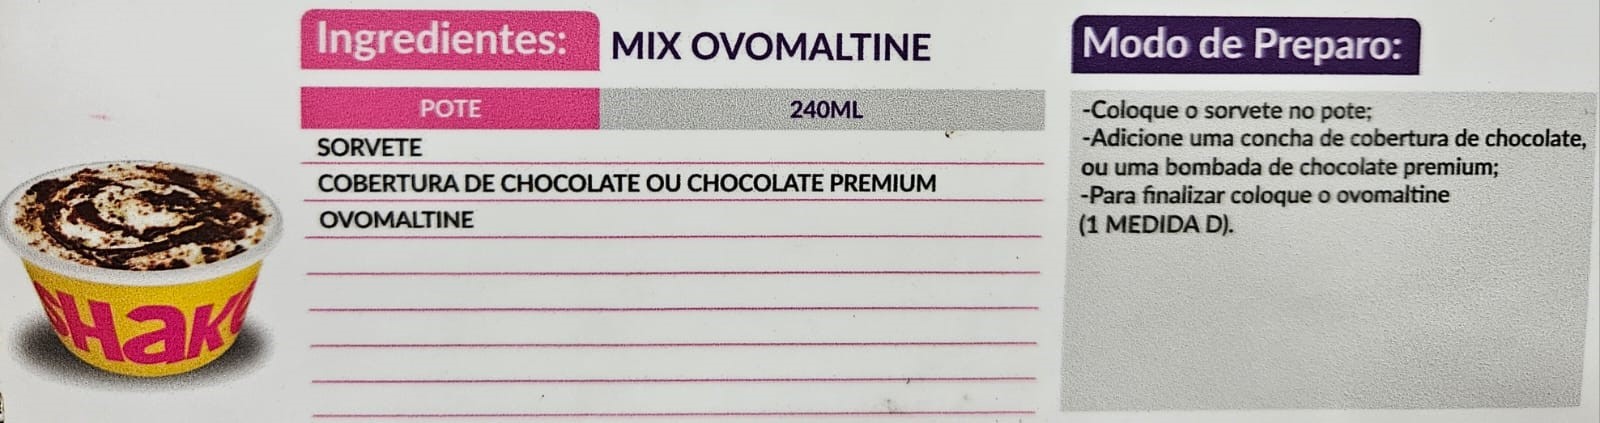 Ingredientes: MIX OVOMALTINE
POTE 240ML
SORVETE
COBERTURA DE CHOCOLATE OU CHOCOLATE PREMIUM
OVOMALTINE
Modo de Preparo:
-Coloque o sorvete no pote;
-Adicione uma concha de cobertura de chocolate,
ou uma bombada de chocolate premium;
-Para finalizar coloque o ovomaltine
(1 MEDIDA D).
SHAK